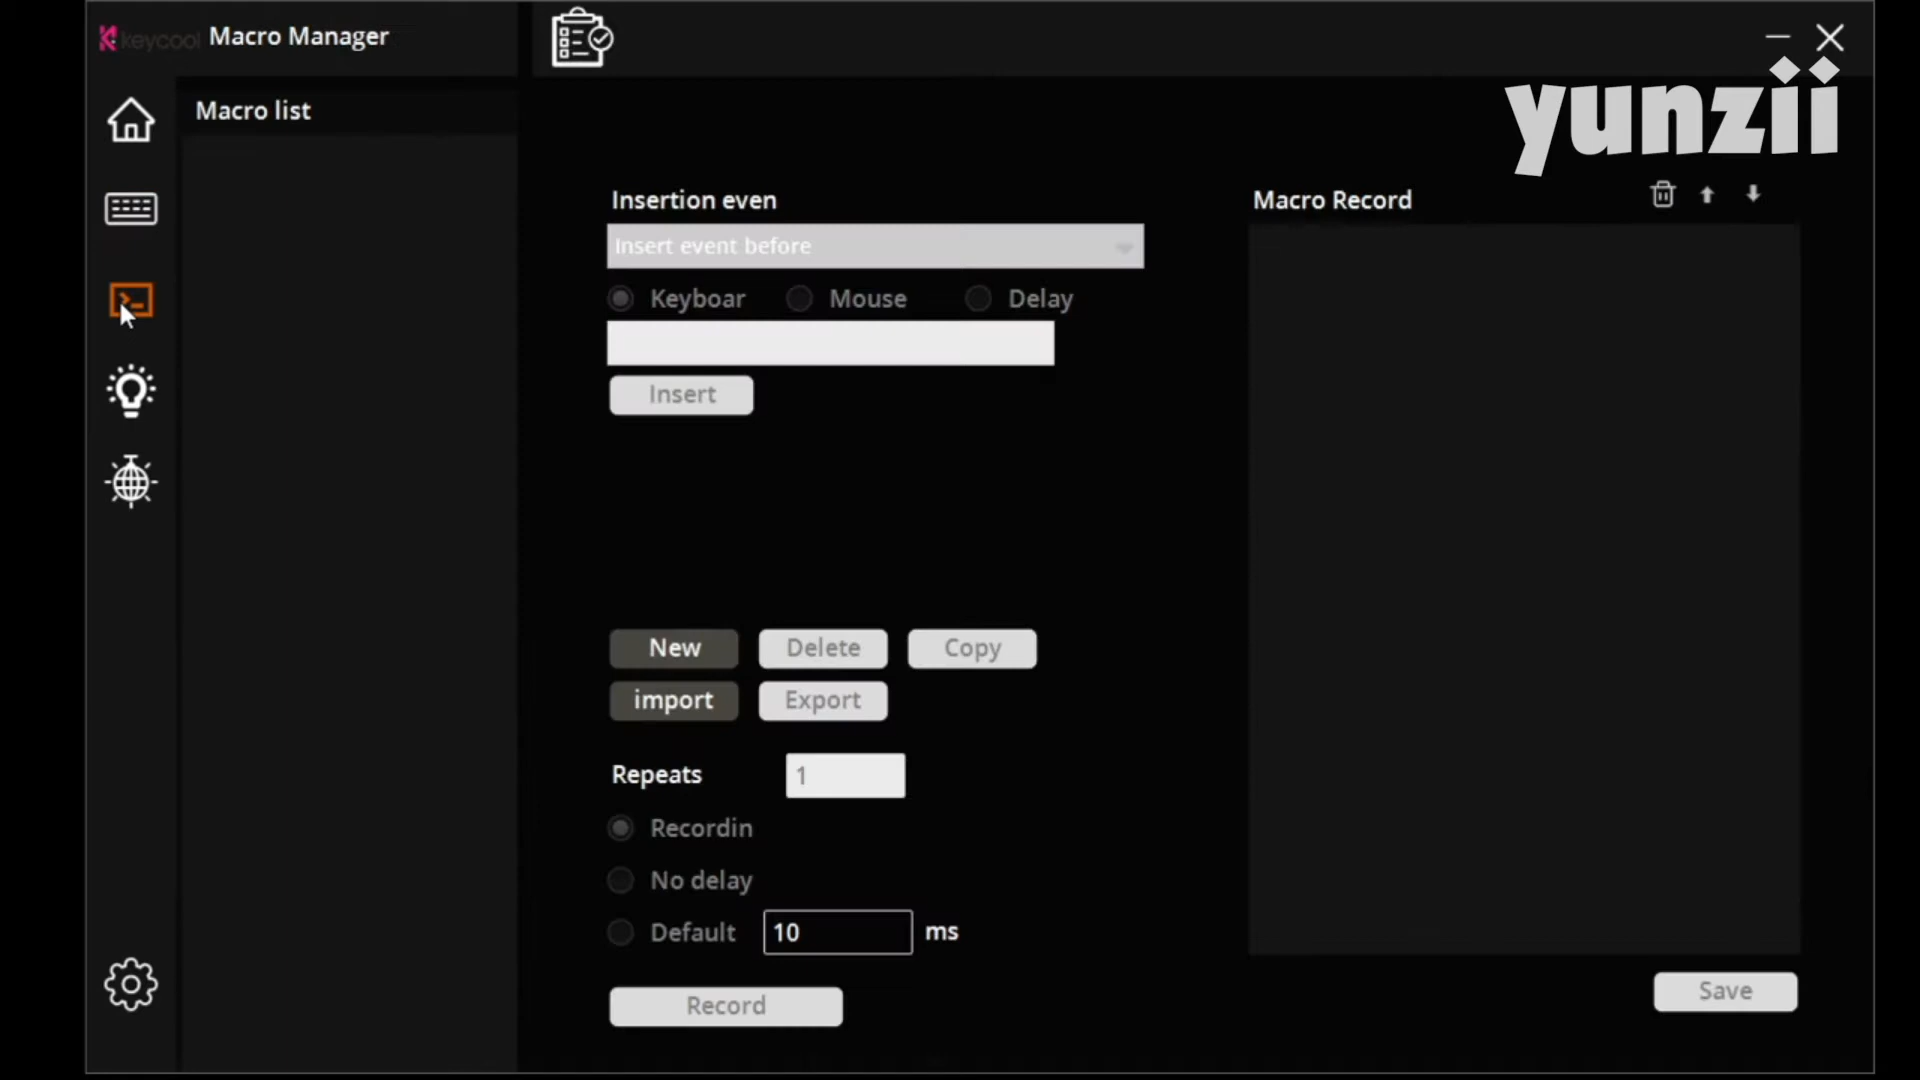 keycool Macro Manager
yunzii
Macro list
Insertion even
Insert event before
Keyboar Mouse Delay
Insert
Macro Record
New Delete Copy
import Export
Repeats 1
Recordin
No delay
Default 10 ms
Record
Save